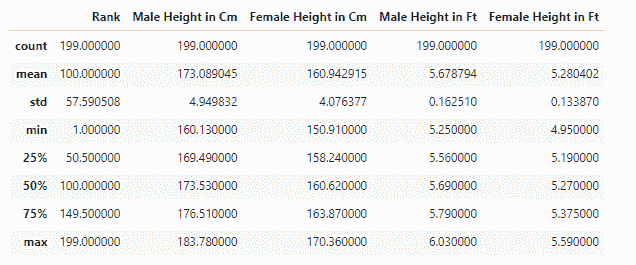 Rank Male Height in Cm Female Height in Cm Male Height in Ft Female Height in Ft
count 199.000000 199.000000 199.000000 199.000000 199.000000
mean 100.000000 173.089045 160.942915 5.678794 5.280402
std 57.590508 4.949832 4.076377 0.162510 0.133870
min 1.000000 160.130000 150.910000 5.250000 4.950000
25% 50.500000 169.490000 158.240000 5.560000 5.190000
50% 100.000000 173.530000 160.620000 5.690000 5.270000
75% 149.500000 176.510000 163.870000 5.790000 5.375000
max 199.000000 183.780000 170.360000 6.030000 5.590000